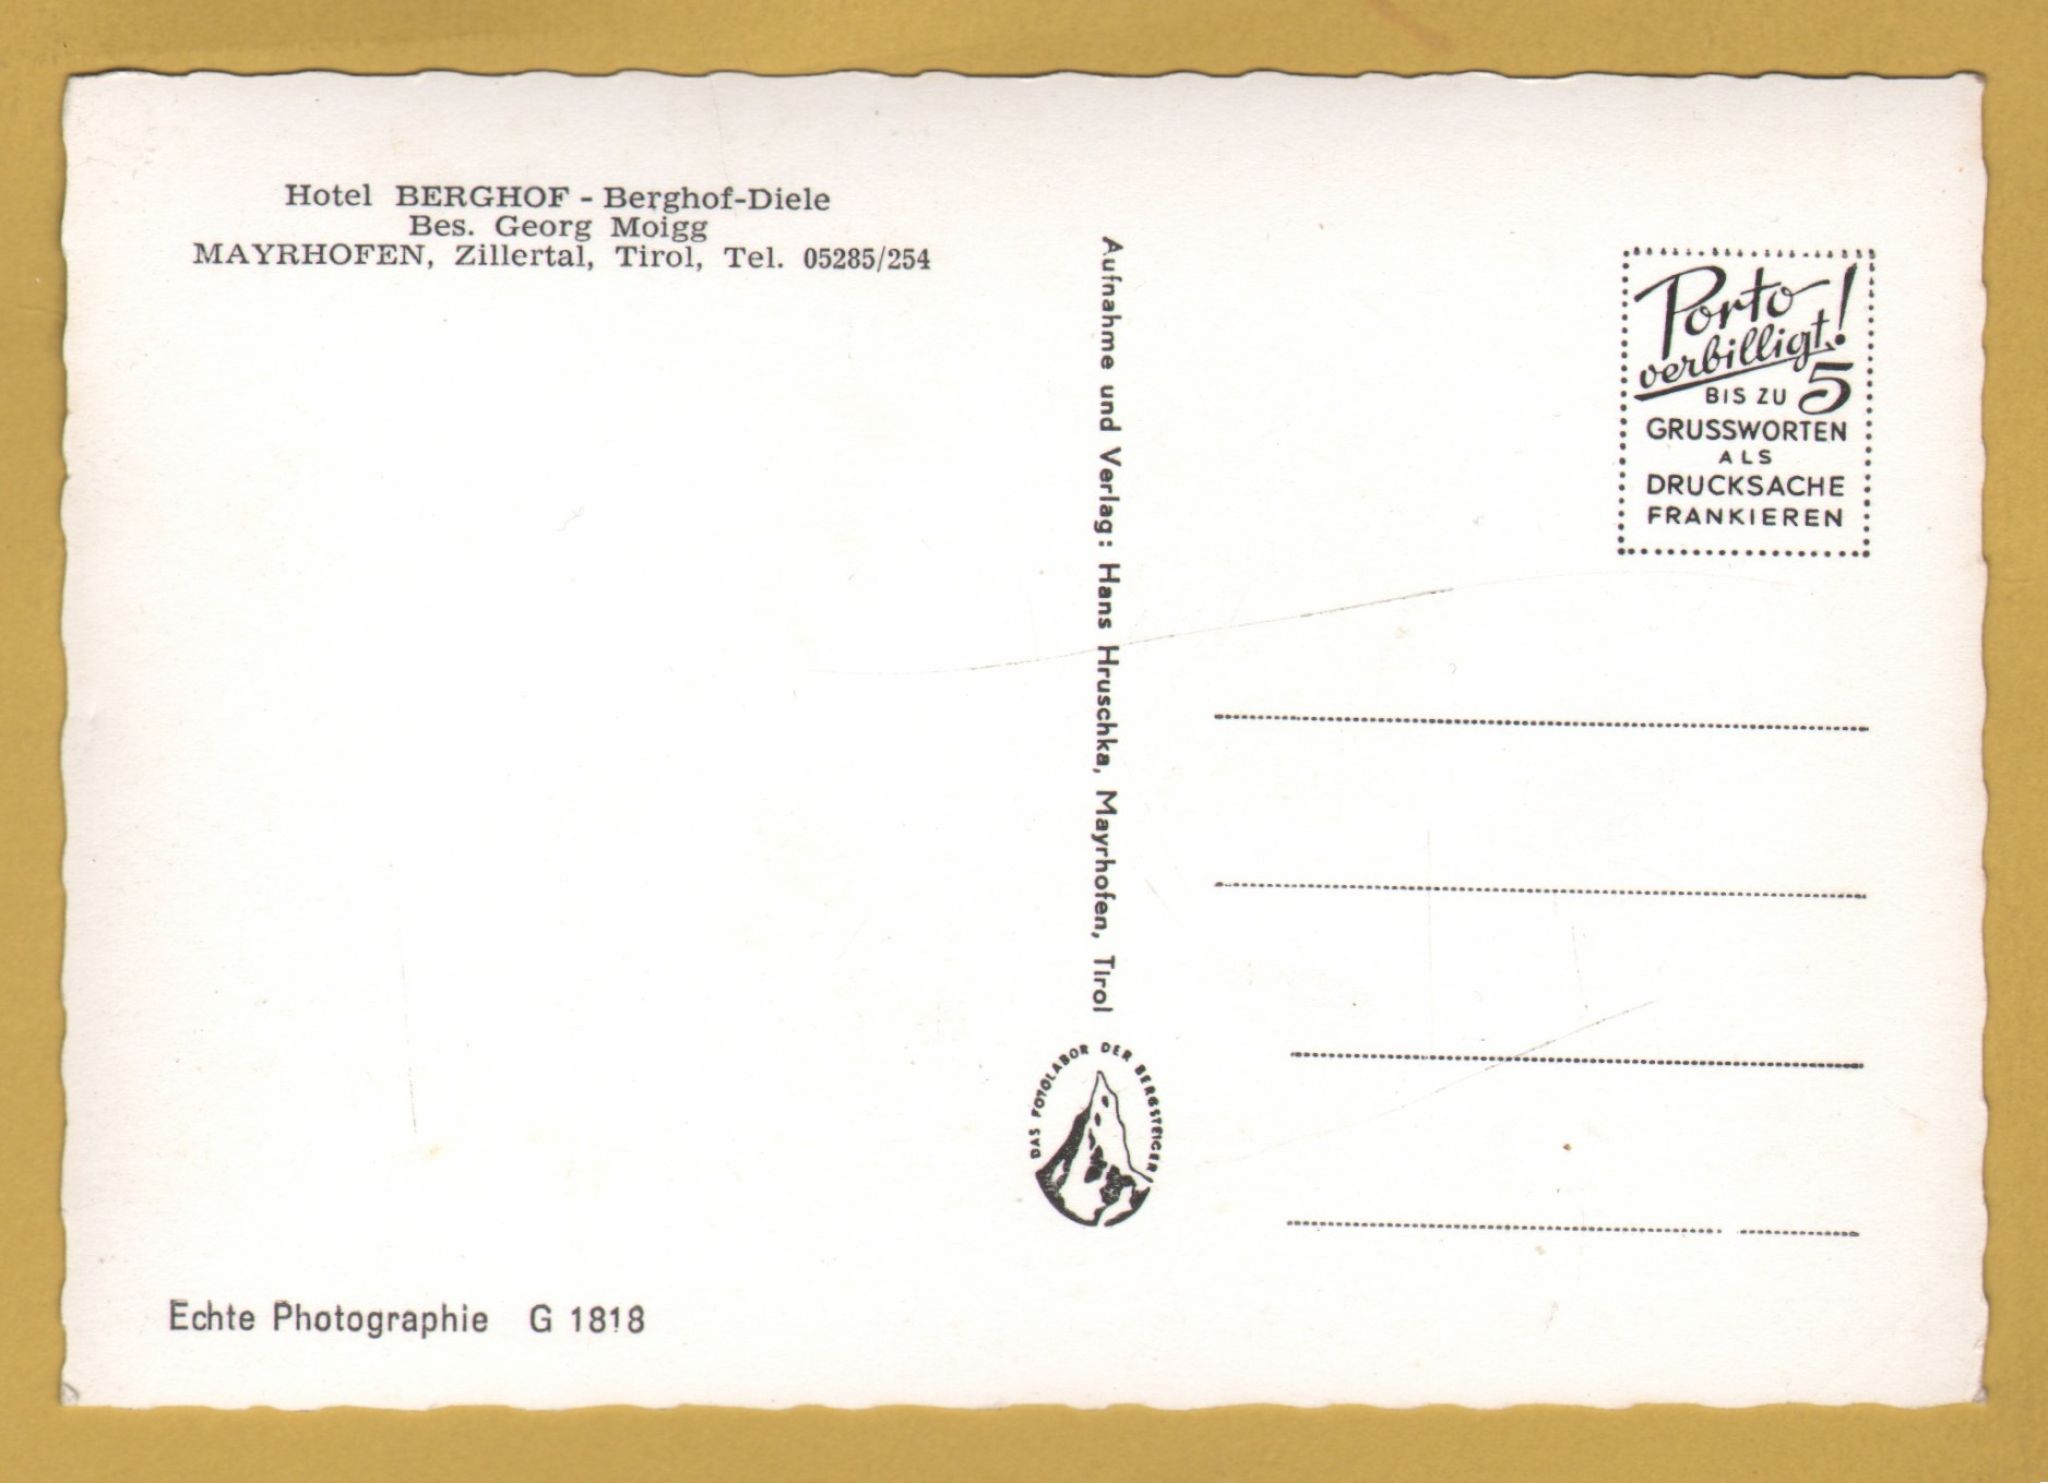 Hotel BERGHOF - Berghof-Diele
Bes. Georg Moigg
MAYRHOFEN, Zillertal, Tirol, Tel. 05285/254
Aufnahme und Verlag: Hans Hruschka, Mayrhofen, Tirol
DAS FOTOLABOR DER BERGSTEIGER
Porto
verbilligt!
BIS ZU 5
GRUSSWORTEN
ALS
DRUCKSACHE
FRANKIEREN
Echte Photographie G 1818